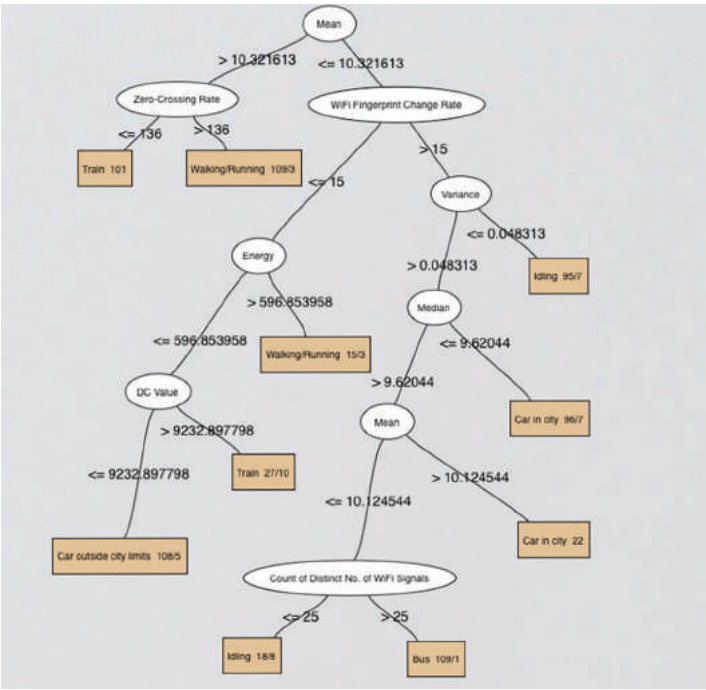 Mean
> 10.321613
<= 10.321613
Zero-Crossing Rate
WiFi Fingerprint Change Rate
<= 136
> 136
> 15
Train 101
Walking/Running 109/3
<= 15
Variance
<= 0.048313
Energy
> 0.048313
Idling 95/7
> 596.853958
Median
<= 596.853958
<= 9.62044
Walking/Running 15/3
> 9.62044
DC Value
Mean
Car in city 96/7
> 9232.897798
<= 9232.897798
Train 27/10
> 10.124544
<= 10.124544
Car outside city limits 108/5
Car in city 22
Count of Distinct No. of WiFi Signals
<= 25
> 25
Idling 18/8
Bus 109/1